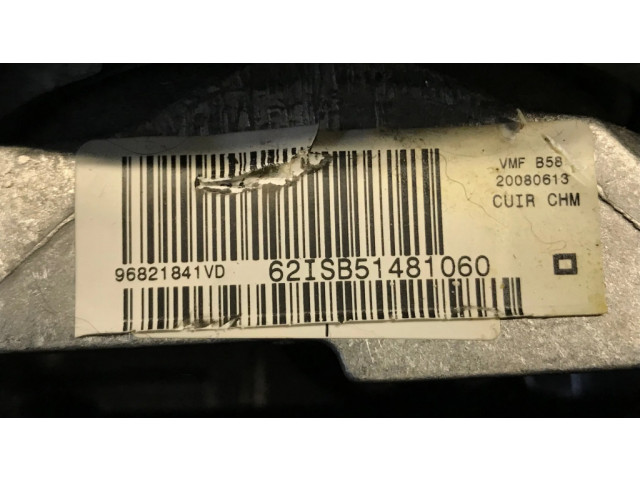 VMF B58
20080613
CUIR CHM
96821841VD
62ISB51481060